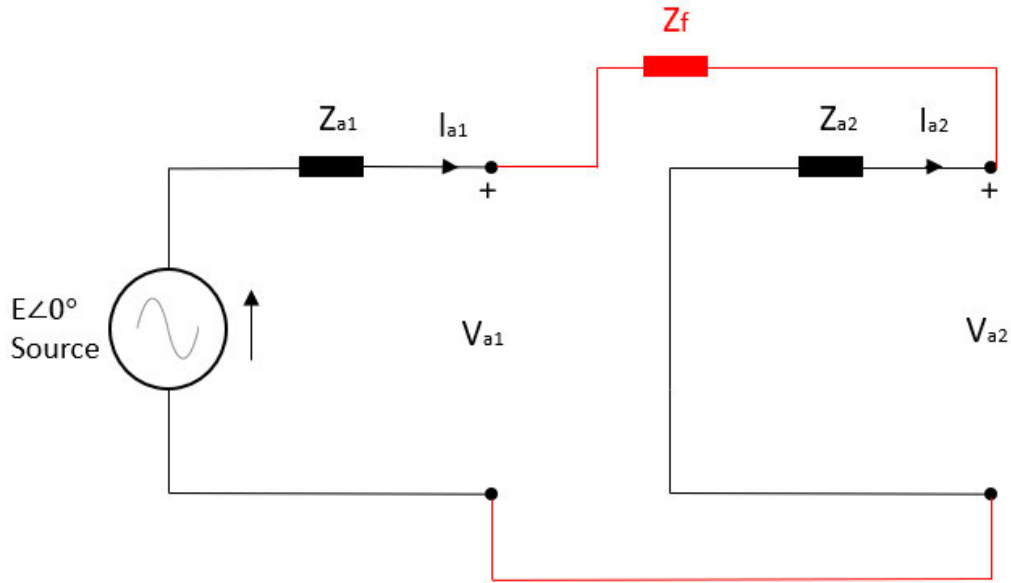 Zf
Za1
Ia1
Za2
Ia2
+
+
E∠0°
Source
Va1
Va2